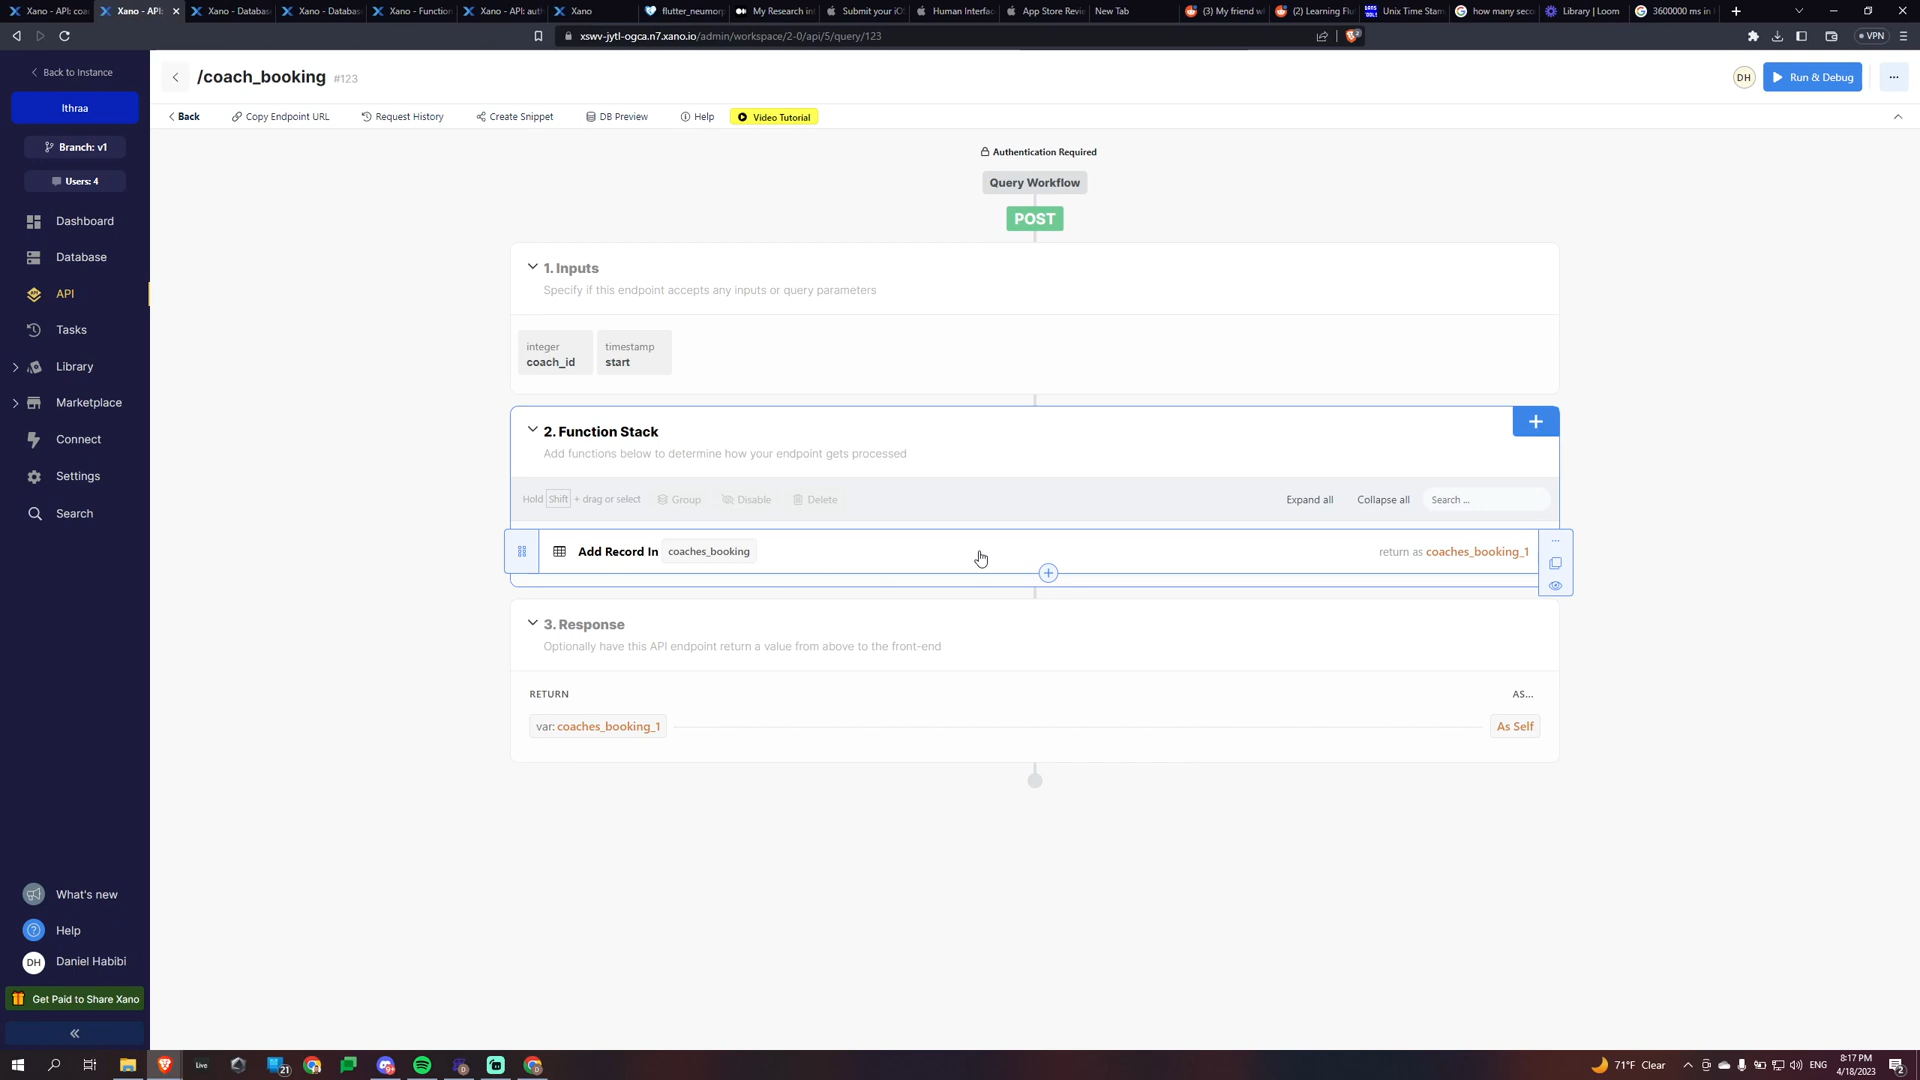 Xano - API: coa
Xano - API:
Xano - Databas
Xano - Databas
Xano - Function
Xano - API: aut
Xano
flutter_neumorp
My Research in
Submit your iO
Human Interfac
App Store Revie
New Tab
(3) My friend w
(2) Learning Flu
Unix Time Stam
how many seco
Library | Loom
3600000 ms in
xswv-jytl-ogca.n7.xano.io/admin/workspace/2-0/api/5/query/123
VPN
Back to Instance
Ithraa
Branch: v1
Users: 4
Dashboard
Database
API
Tasks
Library
Marketplace
Connect
Settings
Search
What's new
Help
DH
Daniel Habibi
Get Paid to Share Xano
/coach_booking #123
DH
Run & Debug
Back
Copy Endpoint URL
Request History
Create Snippet
DB Preview
Help
Video Tutorial
Authentication Required
Query Workflow
POST
1. Inputs
Specify if this endpoint accepts any inputs or query parameters
integer
coach_id
timestamp
start
2. Function Stack
Add functions below to determine how your endpoint gets processed
Hold Shift + drag or select
Group
Disable
Delete
Expand all
Collapse all
Search ...
Add Record In coaches_booking
return as coaches_booking_1
3. Response
Optionally have this API endpoint return a value from above to the front-end
RETURN
AS...
var: coaches_booking_1
As Self
Live
21
71°F Clear
ENG
8:17 PM
4/18/2023
2